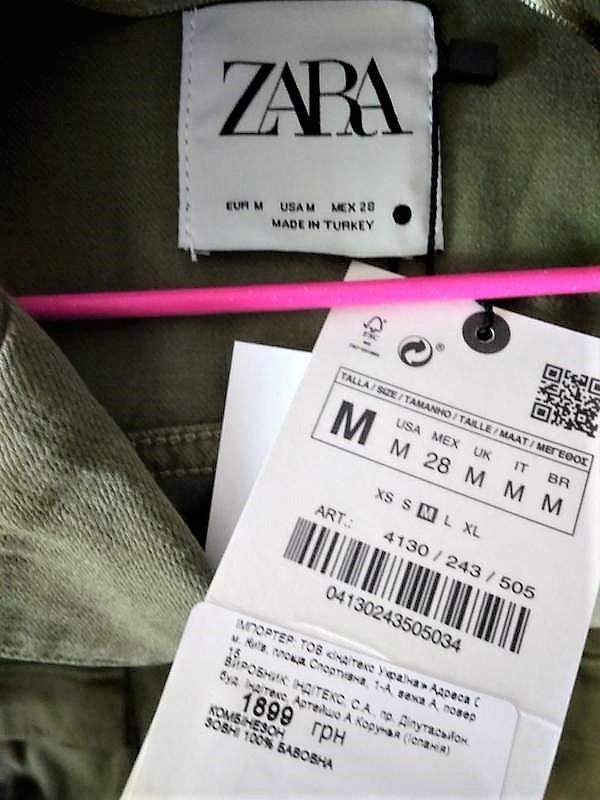 ZARA
EUR M USA M MEX 28
MADE IN TURKEY
TALLA / SIZE / TAMANHO / TAILLE / MAAT / ΜΕΓΕΘΟΣ
M
USA MEX UK IT BR
M 28 M M M
XS S M L XL
ART.: 4130 / 243 / 505
04130243505034
ІМПОРТЕР: ТОВ «Індітекс Україна» Адреса
м. Київ, площа Спортивна, 1-А, вежа А, повер
ВИРОБНИК: ІНДІТЕКС, С.А., пр. Діпутасьйон,
буд. Індітекс, Артейшо А Корунья (Іспанія)
1899 грн
КОМБІНЕЗОН
ЗОВНІ 100% БАВОВНА